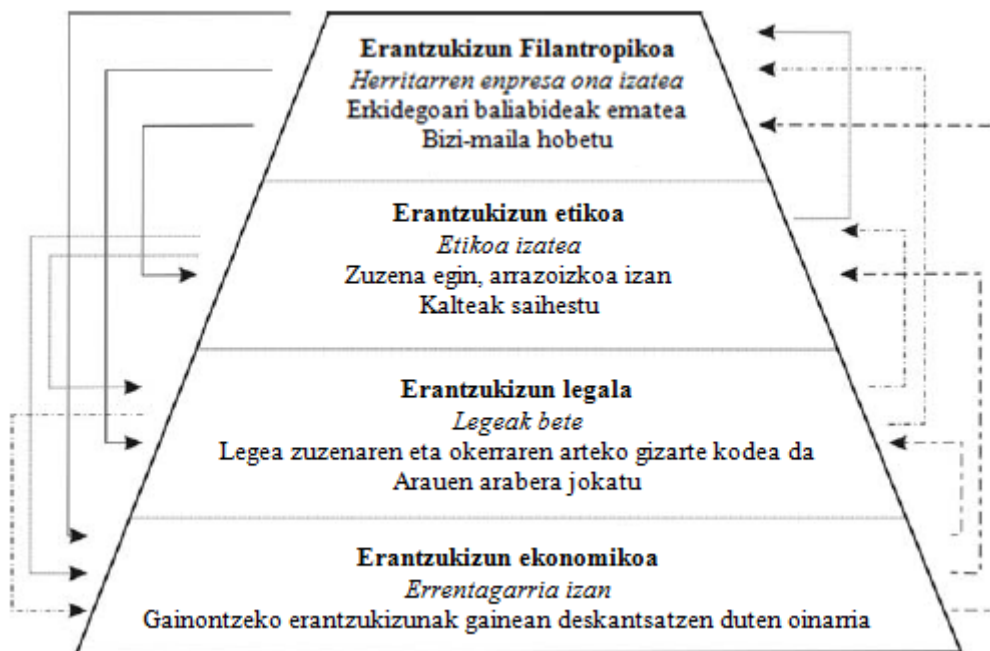 Erantzukizun Filantropikoa
Herritarren enpresa ona izatea
Erkidegoari baliabideak ematea
Bizi-maila hobetu
Erantzukizun etikoa
Etikoa izatea
Zuzena egin, arrazoizkoa izan
Kalteak saihestu
Erantzukizun legala
Legeak bete
Legea zuzenaren eta okerraren arteko gizarte kodea da
Arauen arabera jokatu
Erantzukizun ekonomikoa
Errentagarria izan
Gainontzeko erantzukizunak gainean deskantsatzen duten oinarria